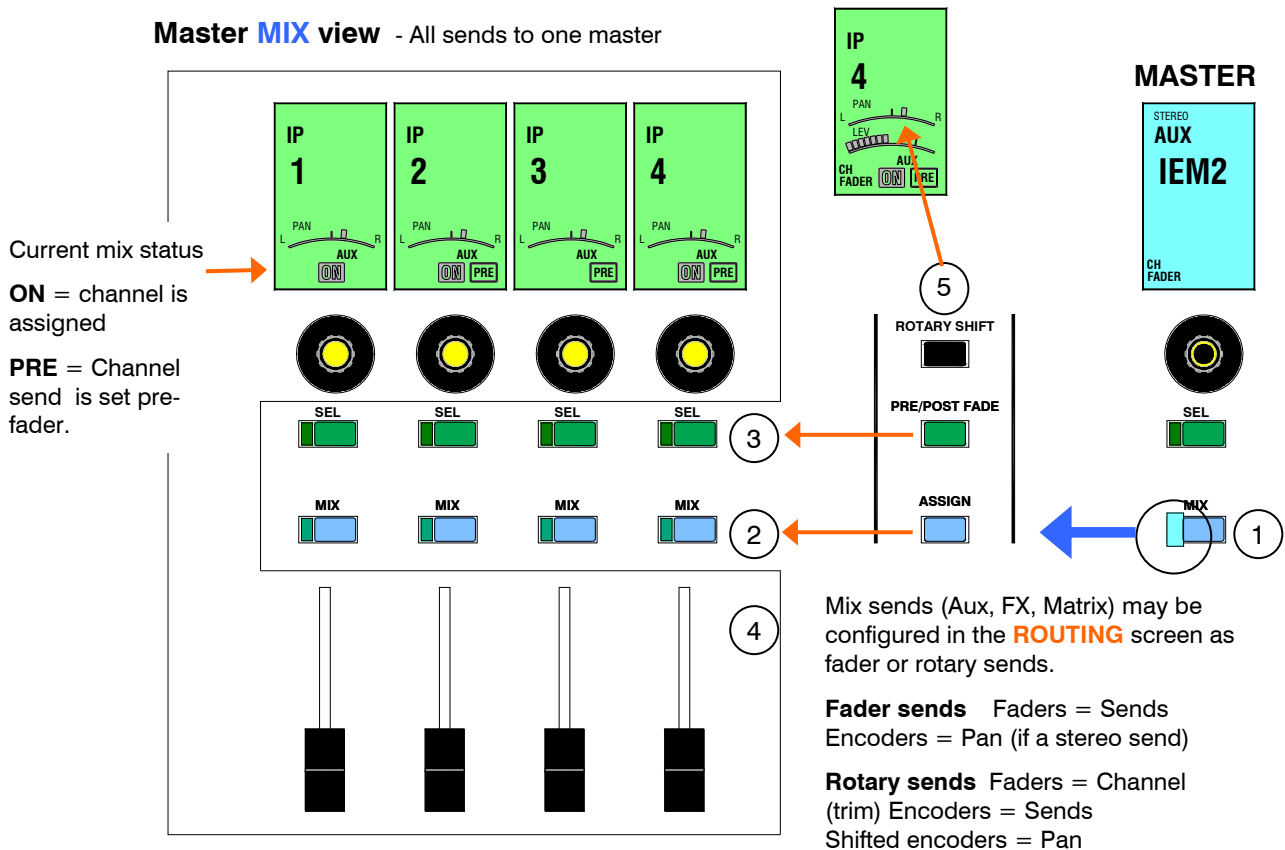 Master MIX view - All sends to one master
IP
4
PAN
L R
LEV
AUX
CH
FADER ON PRE
MASTER
STEREO
AUX
IEM2
CH
FADER
IP
1
PAN
L R
AUX
ON
IP
2
PAN
L R
AUX
ON PRE
IP
3
PAN
L R
AUX
PRE
IP
4
PAN
L R
AUX
ON PRE
Current mix status
ON = channel is
assigned
PRE = Channel
send is set pre-
fader.
5
ROTARY SHIFT
SEL SEL SEL SEL
3
PRE/POST FADE
SEL
MIX MIX MIX MIX
2
ASSIGN
MIX
1
4
Mix sends (Aux, FX, Matrix) may be
configured in the ROUTING screen as
fader or rotary sends.
Fader sends Faders = Sends
Encoders = Pan (if a stereo send)
Rotary sends Faders = Channel
(trim) Encoders = Sends
Shifted encoders = Pan